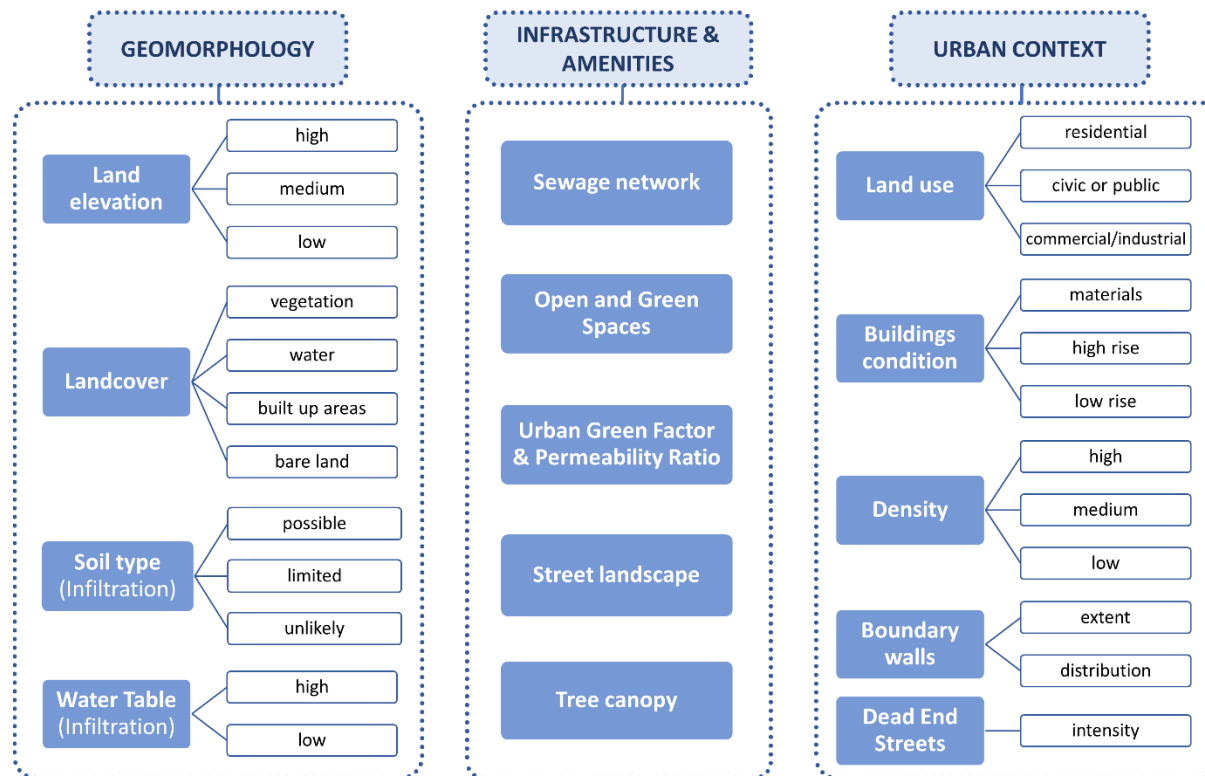 GEOMORPHOLOGY
Land
elevation
high
medium
low
Landcover
vegetation
water
built up areas
bare land
Soil type
(Infiltration)
possible
limited
unlikely
Water Table
(Infiltration)
high
low
INFRASTRUCTURE &
AMENITIES
Sewage network
Open and Green
Spaces
Urban Green Factor
& Permeability Ratio
Street landscape
Tree canopy
URBAN CONTEXT
Land use
residential
civic or public
commercial/industrial
Buildings
condition
materials
high rise
low rise
Density
high
medium
low
Boundary
walls
extent
distribution
Dead End
Streets
intensity